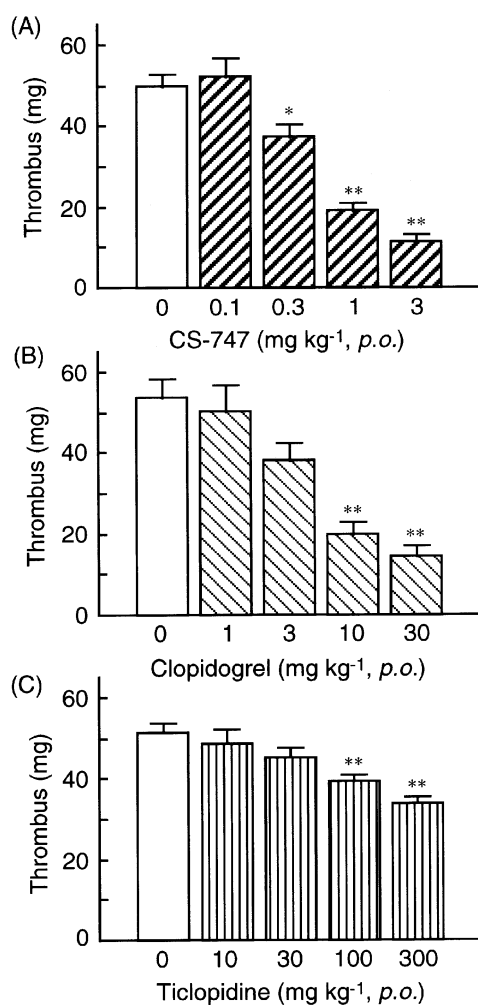 (A)
60
40
20
0
Thrombus (mg)
*
**
**
0 0.1 0.3 1 3
CS-747 (mg kg-1, p.o.)
(B)
60
40
20
0
Thrombus (mg)
**
**
0 1 3 10 30
Clopidogrel (mg kg-1, p.o.)
(C)
60
40
20
0
Thrombus (mg)
**
**
0 10 30 100 300
Ticlopidine (mg kg-1, p.o.)